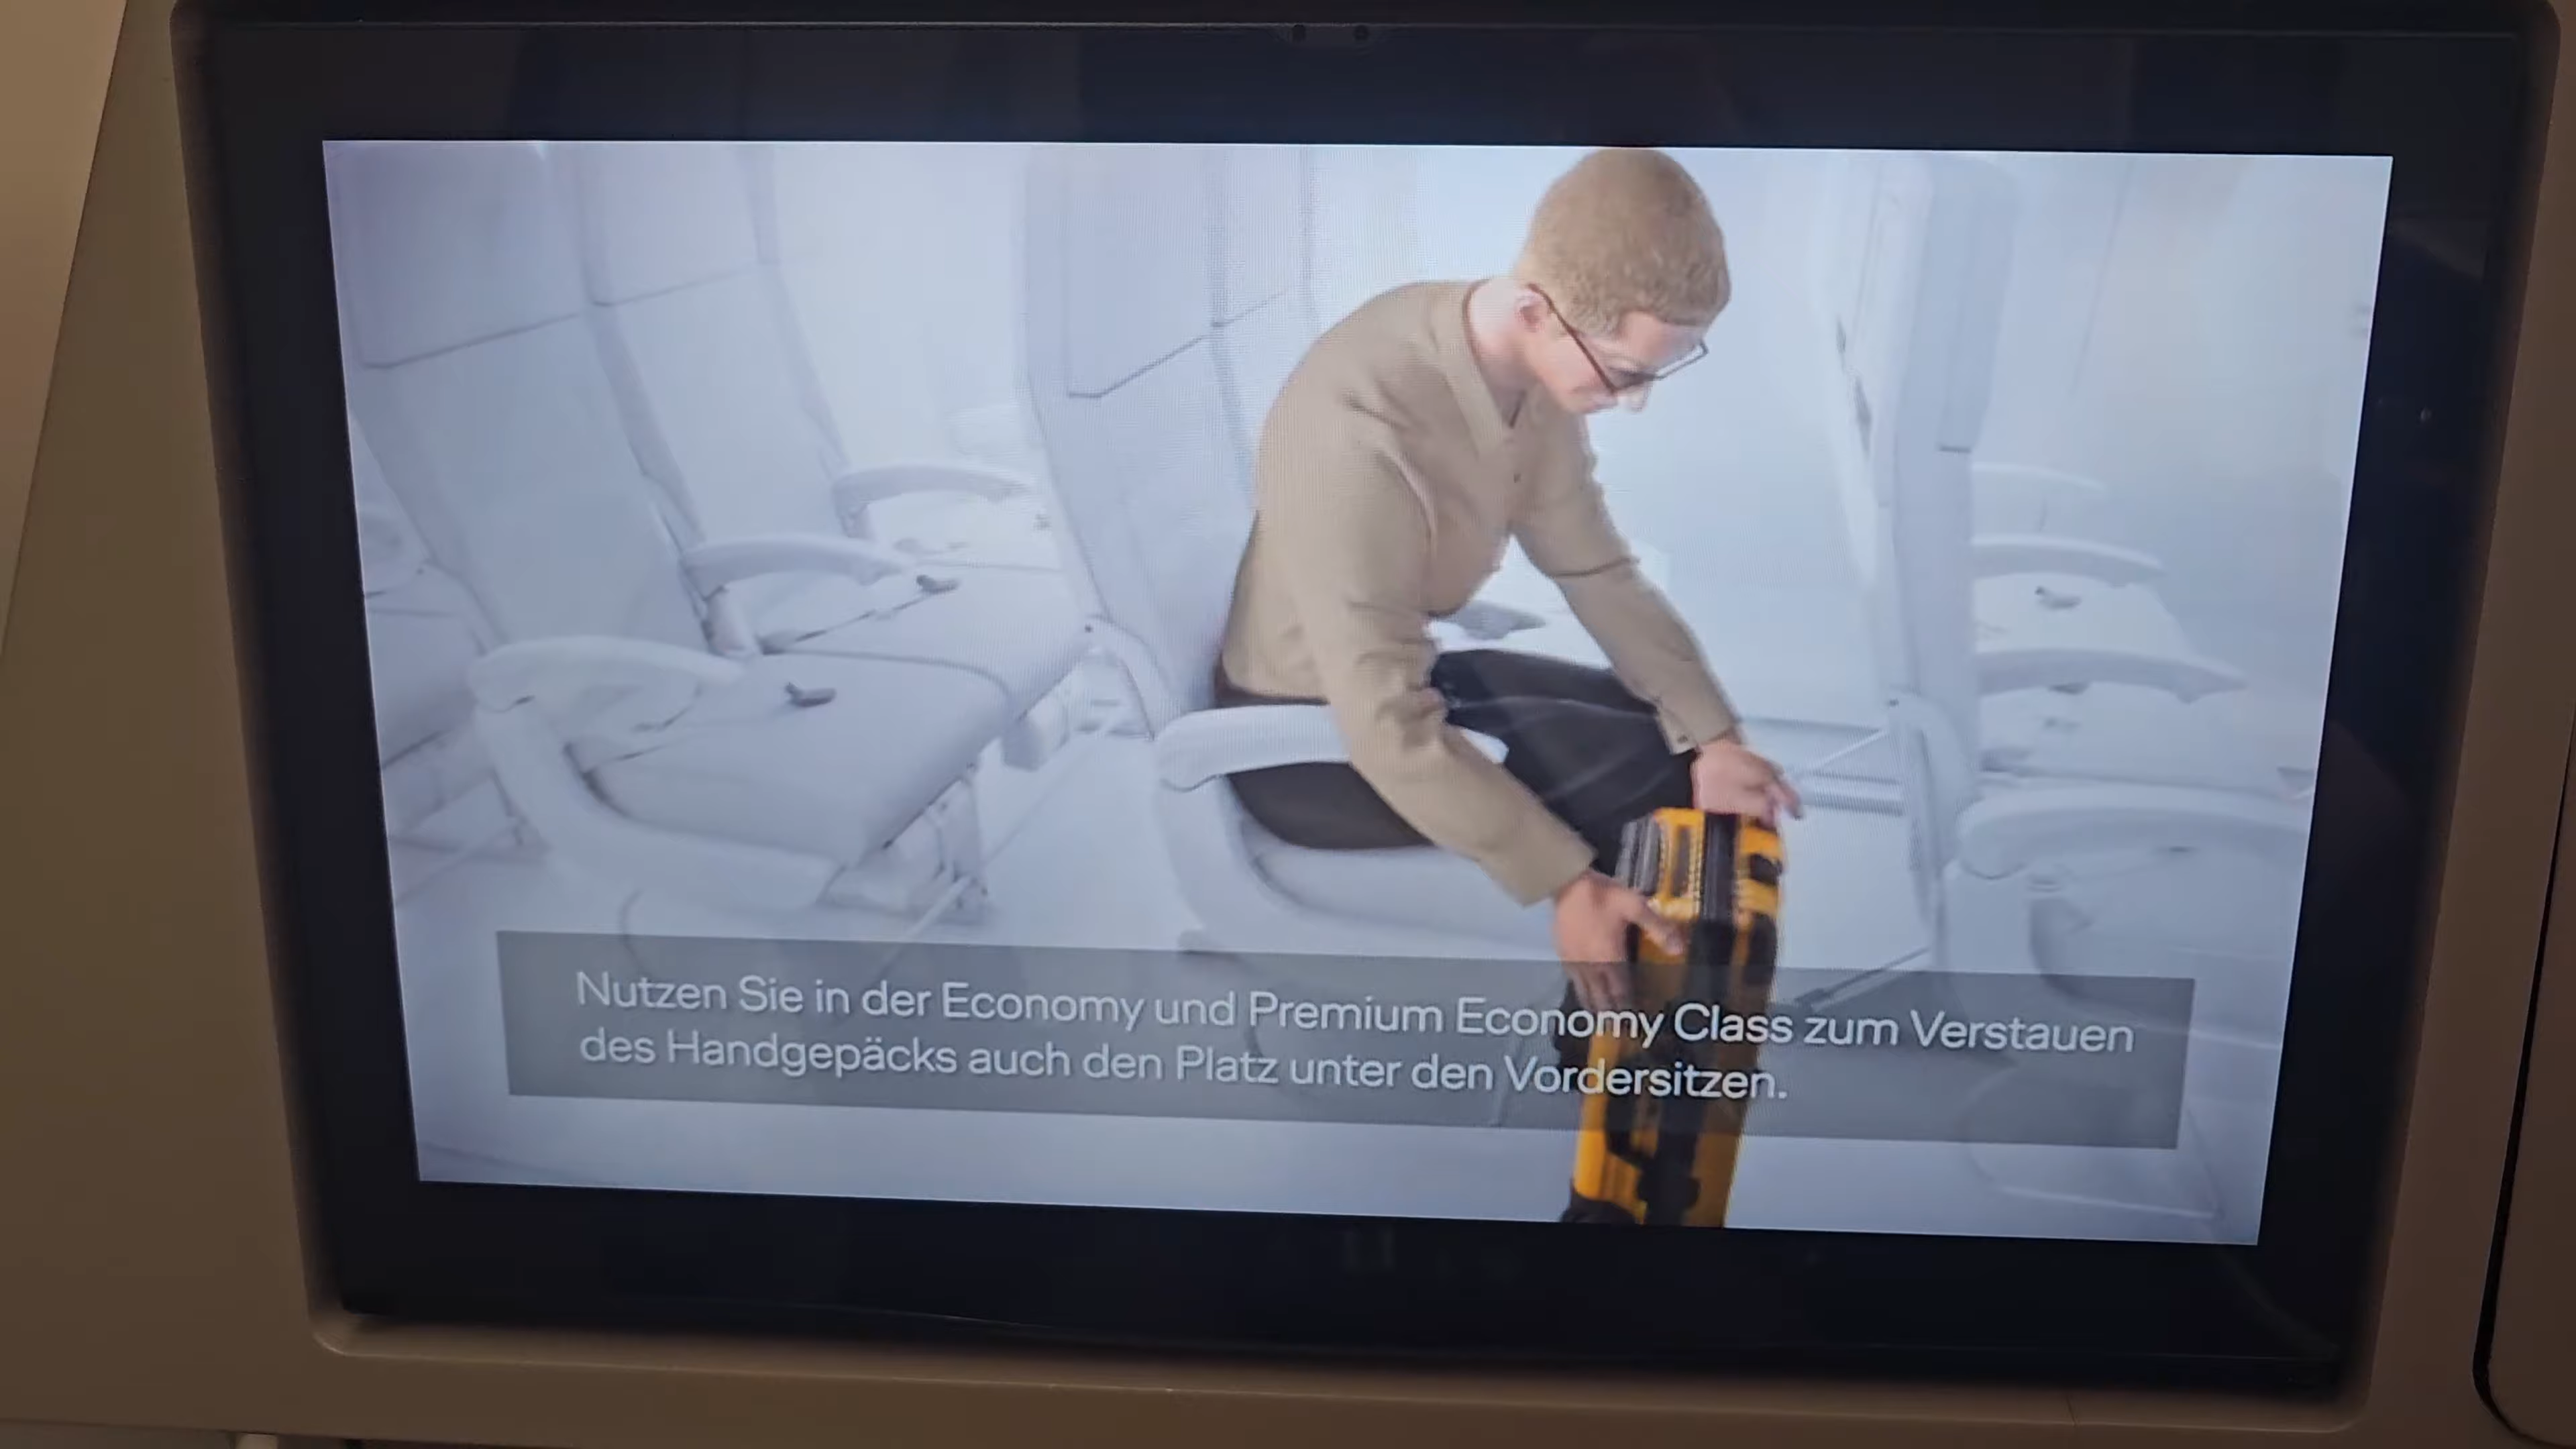 Nutzen Sie in der Economy und Premium Economy Class zum Verstauen
des Handgepäcks auch den Platz unter den Vordersitzen.